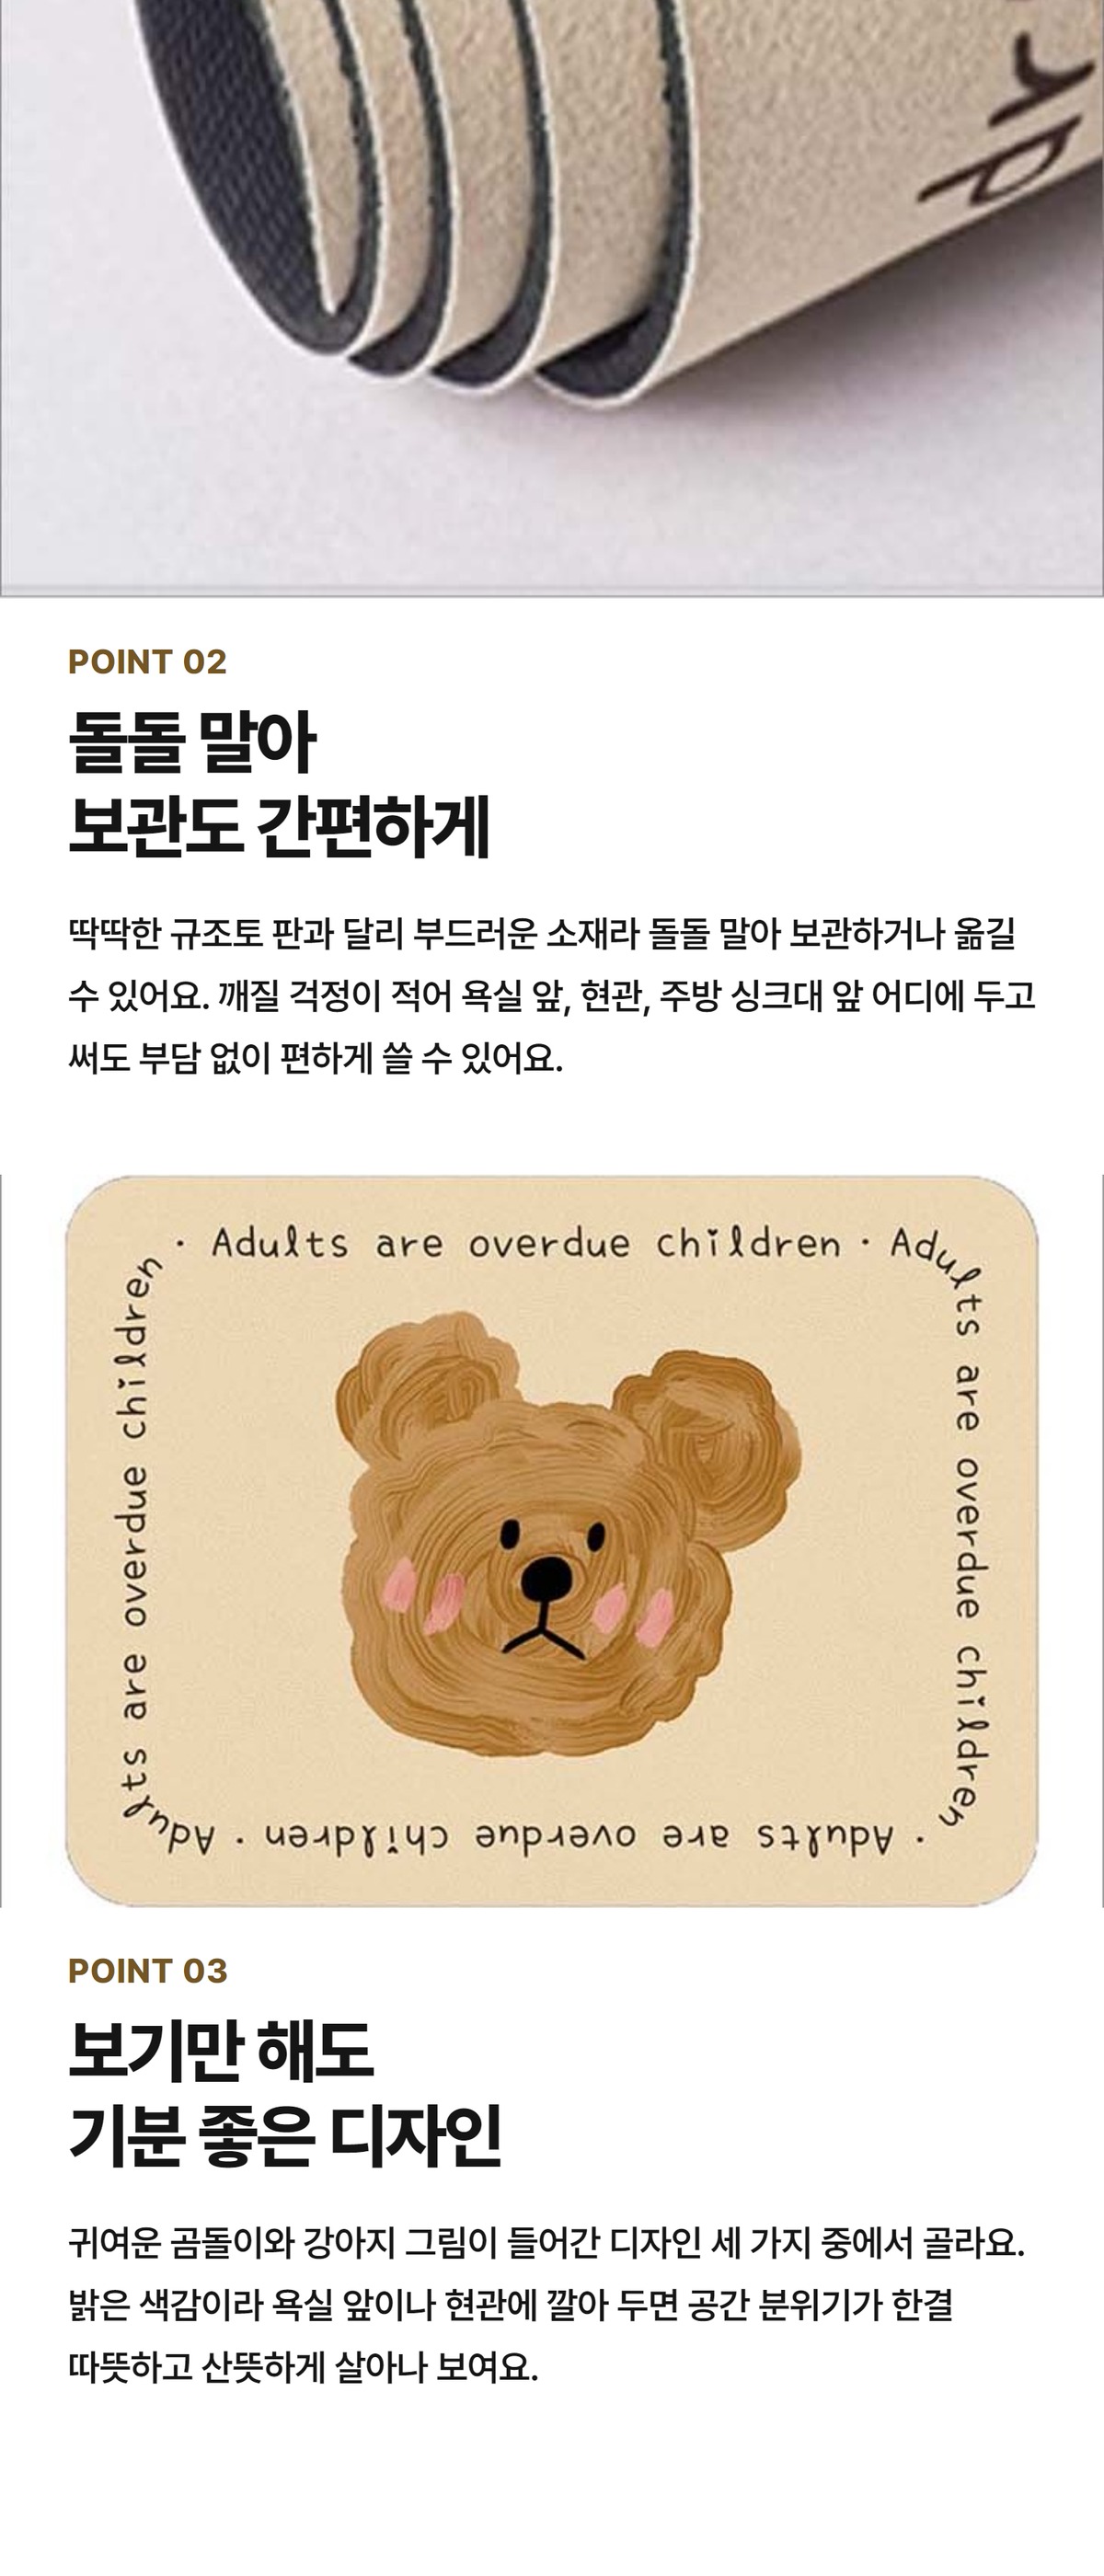 POINT 02
돌돌 말아
보관도 간편하게
딱딱한 규조토 판과 달리 부드러운 소재라 돌돌 말아 보관하거나 옮길
수 있어요. 깨질 걱정이 적어 욕실 앞, 현관, 주방 싱크대 앞 어디에 두고
써도 부담 없이 편하게 쓸 수 있어요.
· Adults are overdue children · Adults are overdue children
· Adults are overdue children · Adults are overdue children
POINT 03
보기만 해도
기분 좋은 디자인
귀여운 곰돌이와 강아지 그림이 들어간 디자인 세 가지 중에서 골라요.
밝은 색감이라 욕실 앞이나 현관에 깔아 두면 공간 분위기가 한결
따뜻하고 산뜻하게 살아나 보여요.